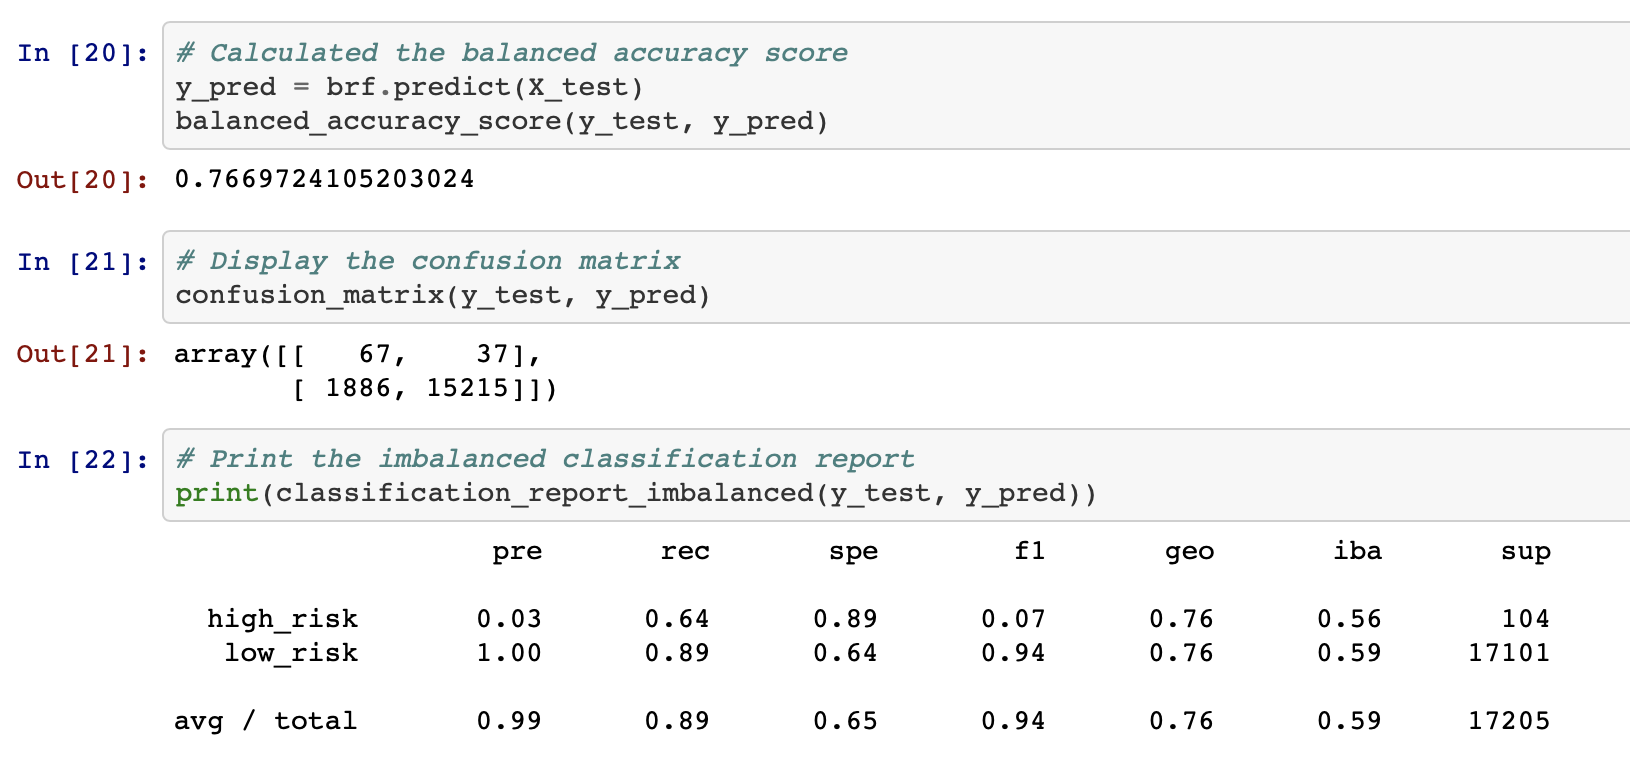 In [20]: # Calculated the balanced accuracy score
y_pred = brf.predict(X_test)
balanced_accuracy_score(y_test, y_pred)
Out[20]: 0.7669724105203024
In [21]: # Display the confusion matrix
confusion_matrix(y_test, y_pred)
Out[21]: array([[   67,    37],
       [ 1886, 15215]])
In [22]: # Print the imbalanced classification report
print(classification_report_imbalanced(y_test, y_pred))
pre rec spe f1 geo iba sup
high_risk 0.03 0.64 0.89 0.07 0.76 0.56 104
low_risk 1.00 0.89 0.64 0.94 0.76 0.59 17101
avg / total 0.99 0.89 0.65 0.94 0.76 0.59 17205